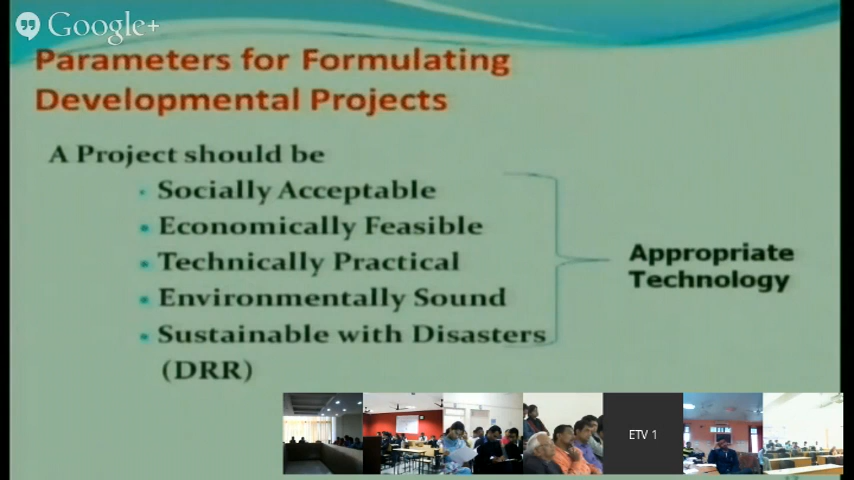 Google+
Parameters for Formulating
Developmental Projects
A Project should be
Socially Acceptable
Economically Feasible
Technically Practical
Environmentally Sound
Sustainable with Disasters
(DRR)
Appropriate
Technology
ETV 1